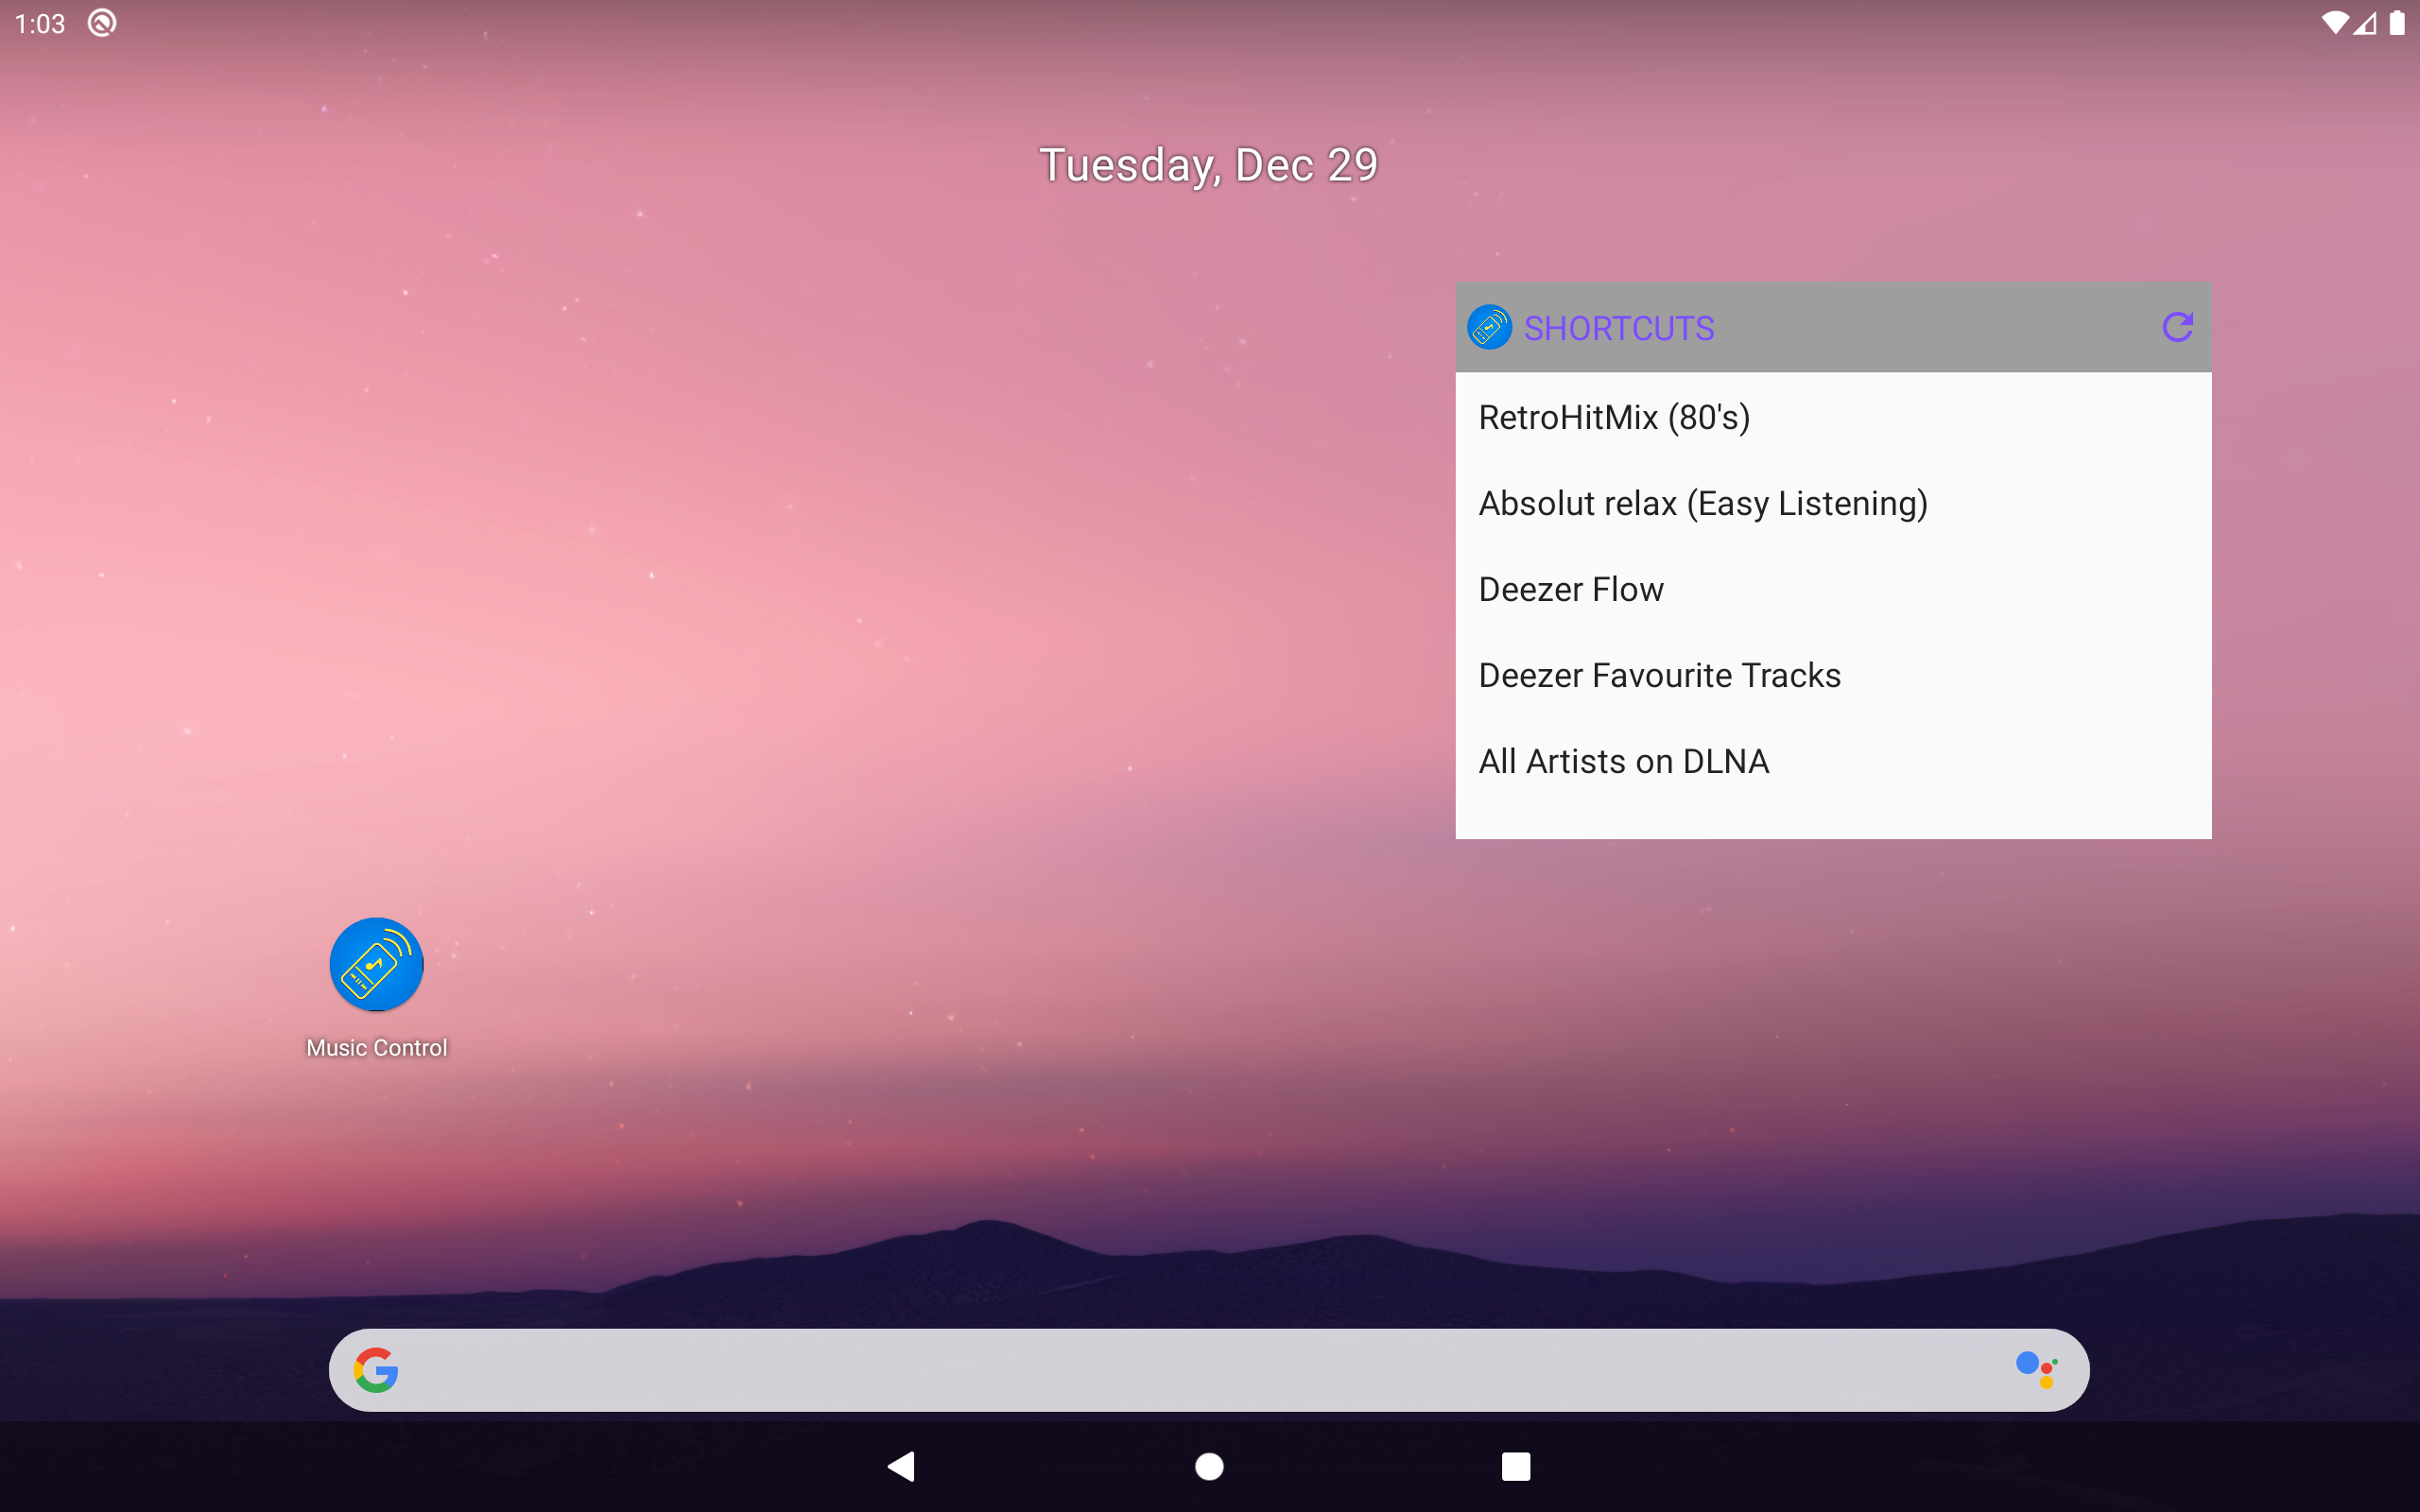 1:03
Tuesday, Dec 29
SHORTCUTS
RetroHitMix (80's)
Absolut relax (Easy Listening)
Deezer Flow
Deezer Favourite Tracks
All Artists on DLNA
Music Control